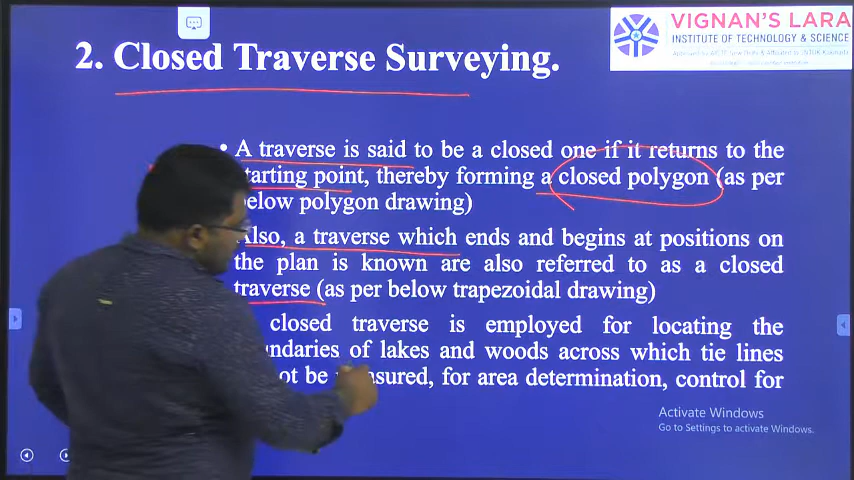 VIGNAN'S LARA
INSTITUTE OF TECHNOLOGY & SCIENCE
2. Closed Traverse Surveying.
• A traverse is said to be a closed one if it returns to the
starting point, thereby forming a closed polygon (as per
below polygon drawing)
Also, a traverse which ends and begins at positions on
the plan is known are also referred to as a closed
traverse (as per below trapezoidal drawing)
closed traverse is employed for locating the
of lakes and woods across which tie lines
be for area determination, control for
Activate Windows
Go to Settings to activate Windows.